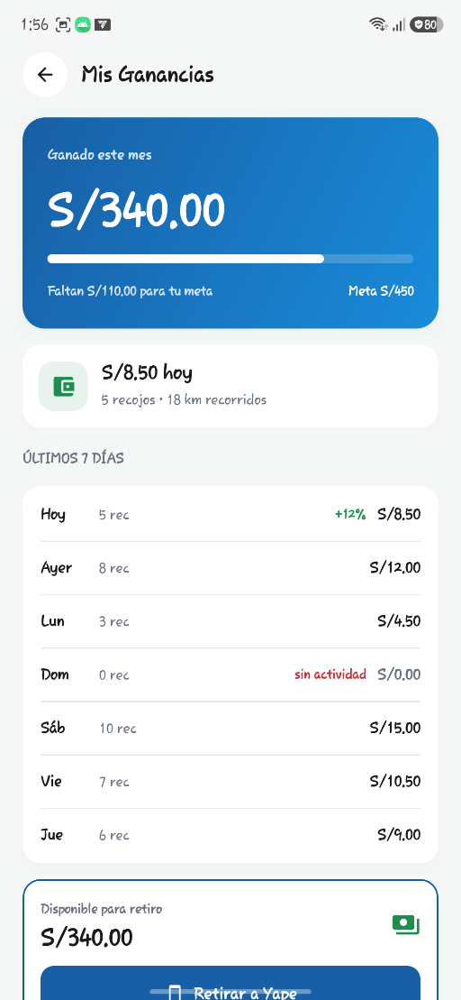 1:56
80
Mis Ganancias
Ganado este mes
S/340.00
Faltan S/110.00 para tu meta
Meta S/450
S/8.50 hoy
5 recojos • 18 km recorridos
ÚLTIMOS 7 DÍAS
Hoy 5 rec +12% S/8.50
Ayer 8 rec S/12.00
Lun 3 rec S/4.50
Dom 0 rec sin actividad S/0.00
Sáb 10 rec S/15.00
Vie 7 rec S/10.50
Jue 6 rec S/9.00
Disponible para retiro
S/340.00
Retirar a Yape